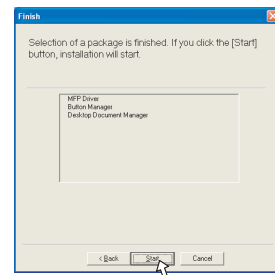 Finish
Selection of a package is finished. If you click the [Start]
button, installation will start.
MFP Driver
Button Manager
Desktop Document Manager
< Back Start Cancel